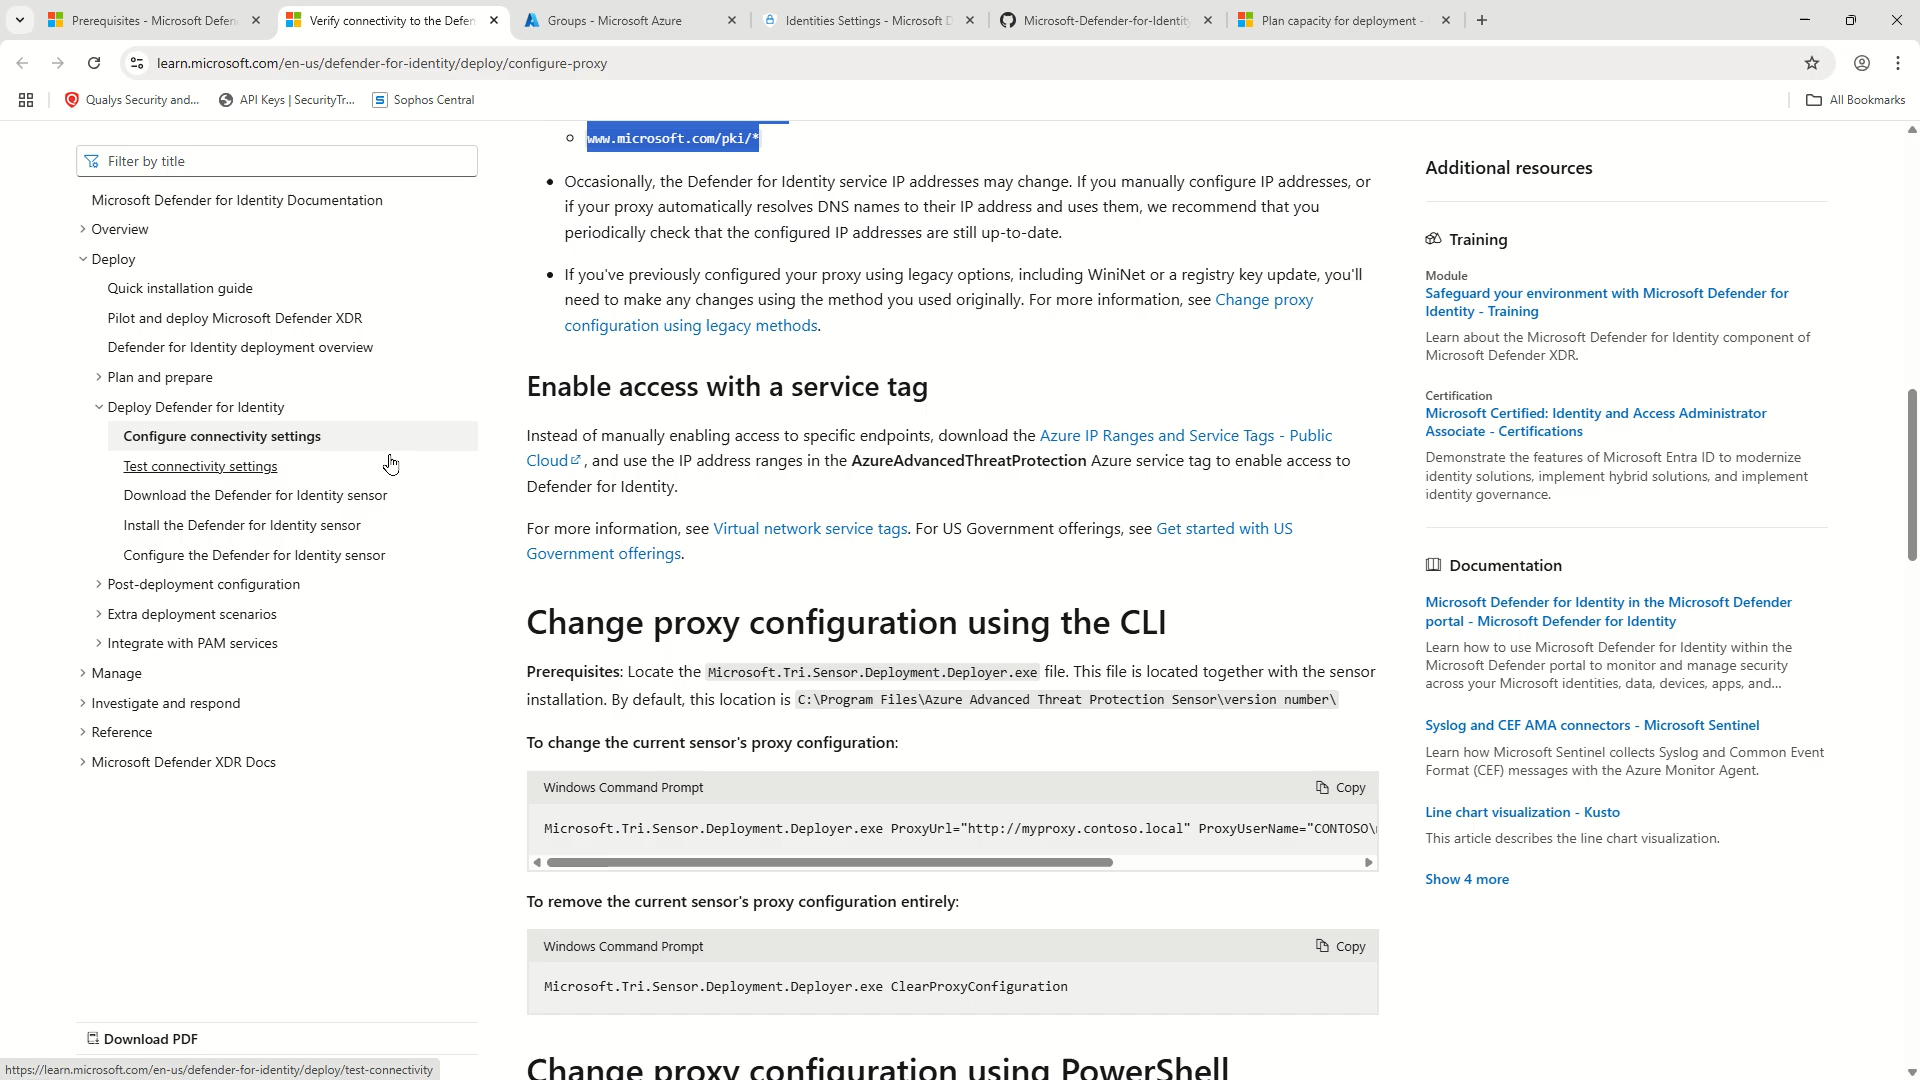 Prerequisites - Microsoft Defen
Verify connectivity to the Defen
Groups - Microsoft Azure
Identities Settings - Microsoft D
Microsoft-Defender-for-Identity
Plan capacity for deployment -
learn.microsoft.com/en-us/defender-for-identity/deploy/configure-proxy
Qualys Security and...
API Keys | SecurityTr...
Sophos Central
All Bookmarks
Filter by title
Microsoft Defender for Identity Documentation
Overview
Deploy
Quick installation guide
Pilot and deploy Microsoft Defender XDR
Defender for Identity deployment overview
Plan and prepare
Deploy Defender for Identity
Configure connectivity settings
Test connectivity settings
Download the Defender for Identity sensor
Install the Defender for Identity sensor
Configure the Defender for Identity sensor
Post-deployment configuration
Extra deployment scenarios
Integrate with PAM services
Manage
Investigate and respond
Reference
Microsoft Defender XDR Docs
Download PDF
https://learn.microsoft.com/en-us/defender-for-identity/deploy/test-connectivity
www.microsoft.com/pki/*
Occasionally, the Defender for Identity service IP addresses may change. If you manually configure IP addresses, or
if your proxy automatically resolves DNS names to their IP address and uses them, we recommend that you
periodically check that the configured IP addresses are still up-to-date.
If you've previously configured your proxy using legacy options, including WiniNet or a registry key update, you'll
need to make any changes using the method you used originally. For more information, see Change proxy
configuration using legacy methods.
Enable access with a service tag
Instead of manually enabling access to specific endpoints, download the Azure IP Ranges and Service Tags - Public
Cloud , and use the IP address ranges in the AzureAdvancedThreatProtection Azure service tag to enable access to
Defender for Identity.
For more information, see Virtual network service tags. For US Government offerings, see Get started with US
Government offerings.
Change proxy configuration using the CLI
Prerequisites: Locate the Microsoft.Tri.Sensor.Deployment.Deployer.exe file. This file is located together with the sensor
installation. By default, this location is C:\Program Files\Azure Advanced Threat Protection Sensor\version number\
To change the current sensor's proxy configuration:
Windows Command Prompt
Copy
Microsoft.Tri.Sensor.Deployment.Deployer.exe ProxyUrl="http://myproxy.contoso.local" ProxyUserName="CONTOSO\
To remove the current sensor's proxy configuration entirely:
Windows Command Prompt
Copy
Microsoft.Tri.Sensor.Deployment.Deployer.exe ClearProxyConfiguration
Change proxy configuration using PowerShell
Additional resources
Training
Module
Safeguard your environment with Microsoft Defender for
Identity - Training
Learn about the Microsoft Defender for Identity component of
Microsoft Defender XDR.
Certification
Microsoft Certified: Identity and Access Administrator
Associate - Certifications
Demonstrate the features of Microsoft Entra ID to modernize
identity solutions, implement hybrid solutions, and implement
identity governance.
Documentation
Microsoft Defender for Identity in the Microsoft Defender
portal - Microsoft Defender for Identity
Learn how to use Microsoft Defender for Identity within the
Microsoft Defender portal to monitor and manage security
across your Microsoft identities, data, devices, apps, and...
Syslog and CEF AMA connectors - Microsoft Sentinel
Learn how Microsoft Sentinel collects Syslog and Common Event
Format (CEF) messages with the Azure Monitor Agent.
Line chart visualization - Kusto
This article describes the line chart visualization.
Show 4 more